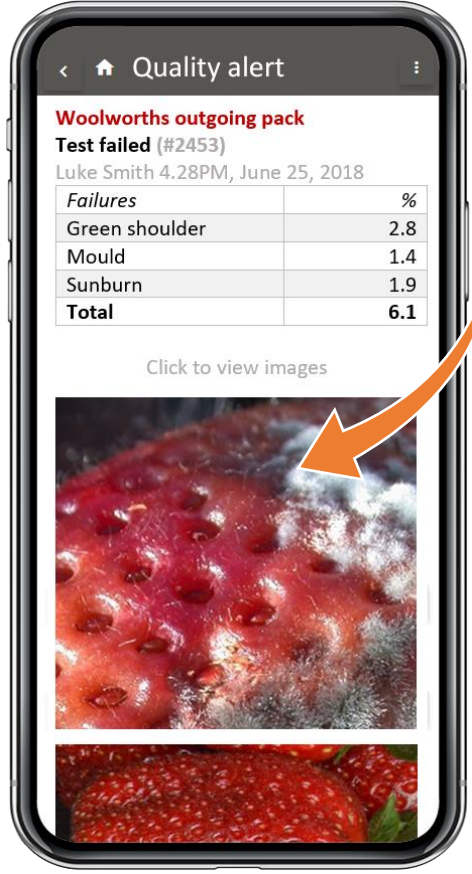 Quality alert
Woolworths outgoing pack
Test failed (#2453)
Luke Smith 4.28PM, June 25, 2018
Failures %
Green shoulder 2.8
Mould 1.4
Sunburn 1.9
Total 6.1
Click to view images